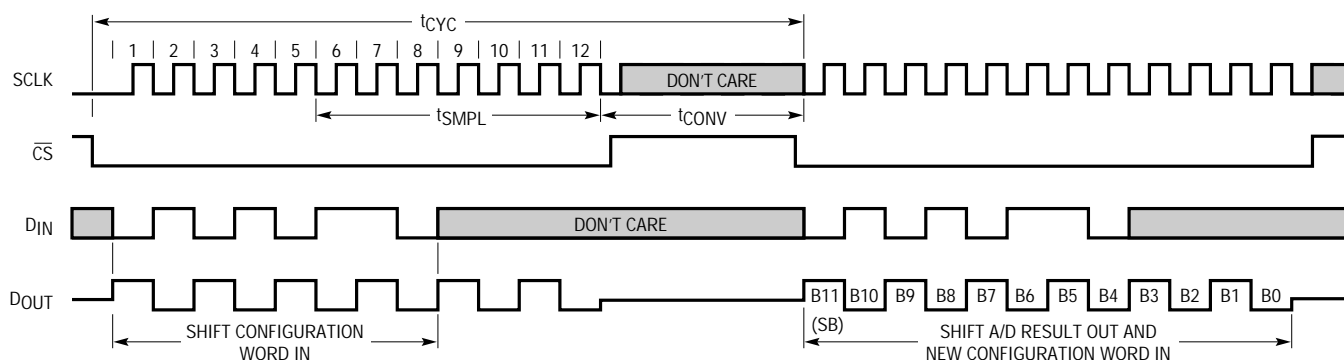 tCYC
1 2 3 4 5 6 7 8 9 10 11 12
SCLK
DON'T CARE
tSMPL
tCONV
CS
DIN
DON'T CARE
DOUT
B11 B10 B9 B8 B7 B6 B5 B4 B3 B2 B1 B0
(SB)
SHIFT CONFIGURATION
WORD IN
SHIFT A/D RESULT OUT AND
NEW CONFIGURATION WORD IN